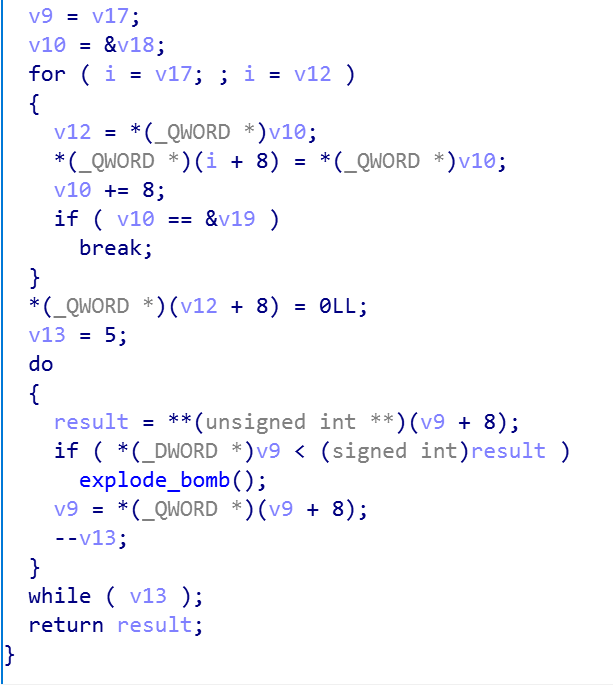 v9 = v17;
v10 = &v18;
for ( i = v17; ; i = v12 )
{
v12 = *(_QWORD *)v10;
*(_QWORD *)(i + 8) = *(_QWORD *)v10;
v10 += 8;
if ( v10 == &v19 )
break;
}
*(_QWORD *)(v12 + 8) = 0LL;
v13 = 5;
do
{
result = **(unsigned int **)(v9 + 8);
if ( *(_DWORD *)v9 < (signed int)result )
explode_bomb();
v9 = *(_QWORD *)(v9 + 8);
--v13;
}
while ( v13 );
return result;
}